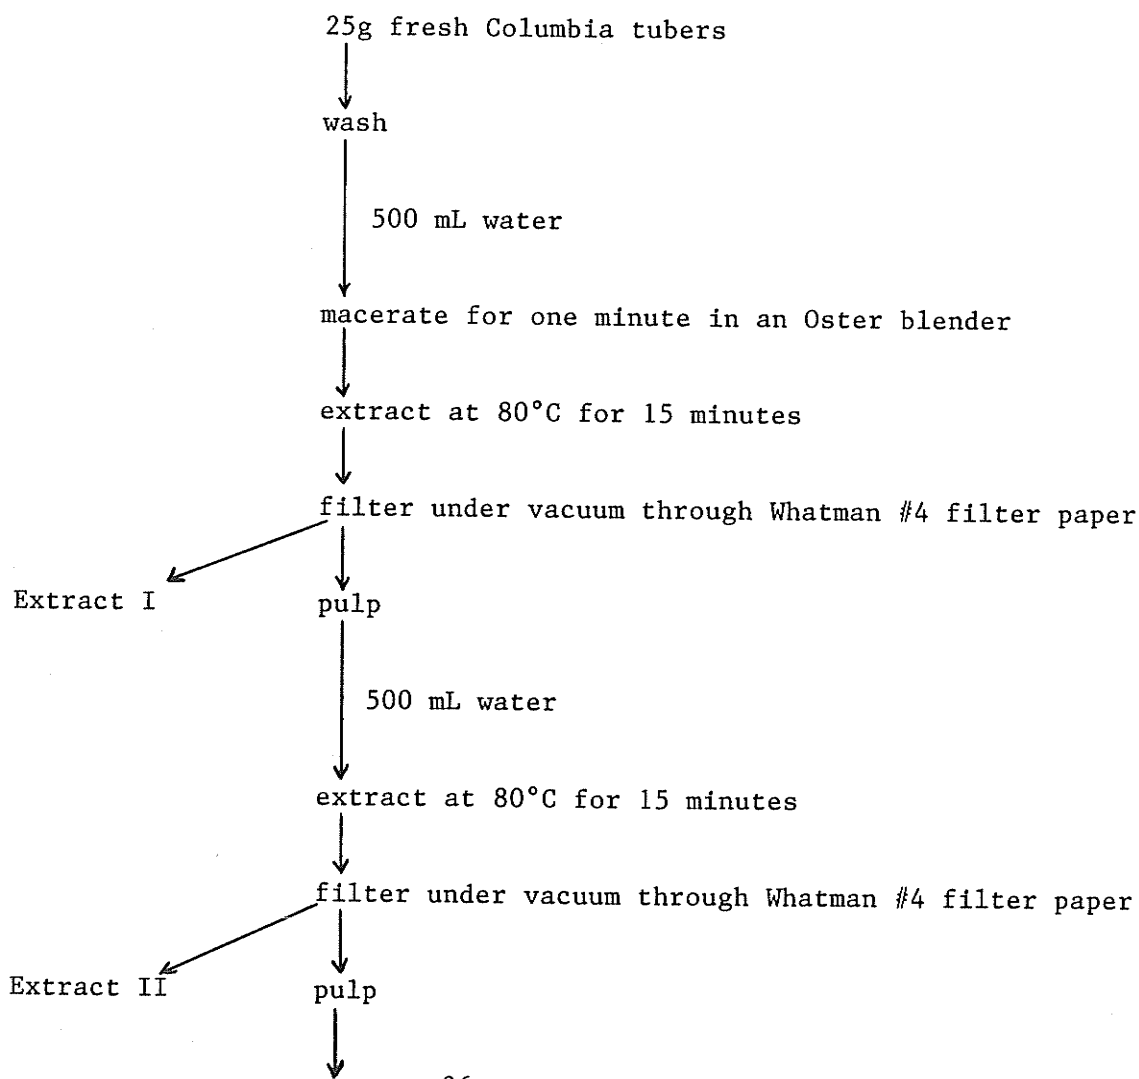 25g fresh Columbia tubers
wash
500 mL water
macerate for one minute in an Oster blender
extract at 80°C for 15 minutes
filter under vacuum through Whatman #4 filter paper
Extract I
pulp
500 mL water
extract at 80°C for 15 minutes
filter under vacuum through Whatman #4 filter paper
Extract II
pulp